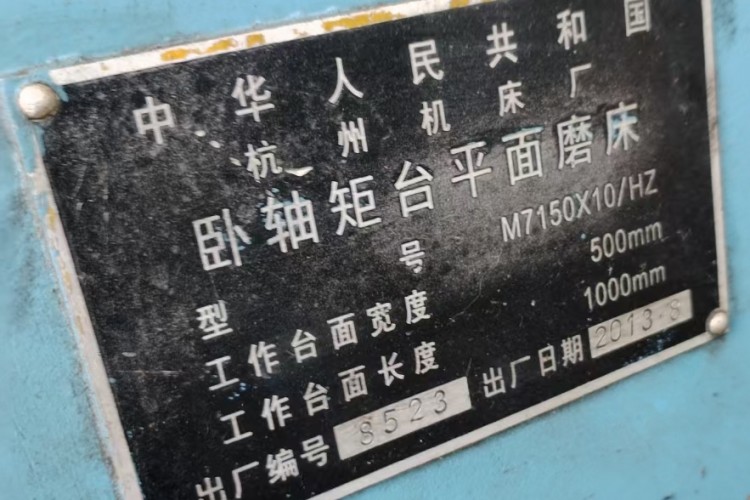 中华人民共和国
杭州机床厂
卧轴矩台平面磨床
型号 M7150X10/HZ
工作台面宽度 500mm
工作台面长度 1000mm
出厂编号 8523 出厂日期 2013·8